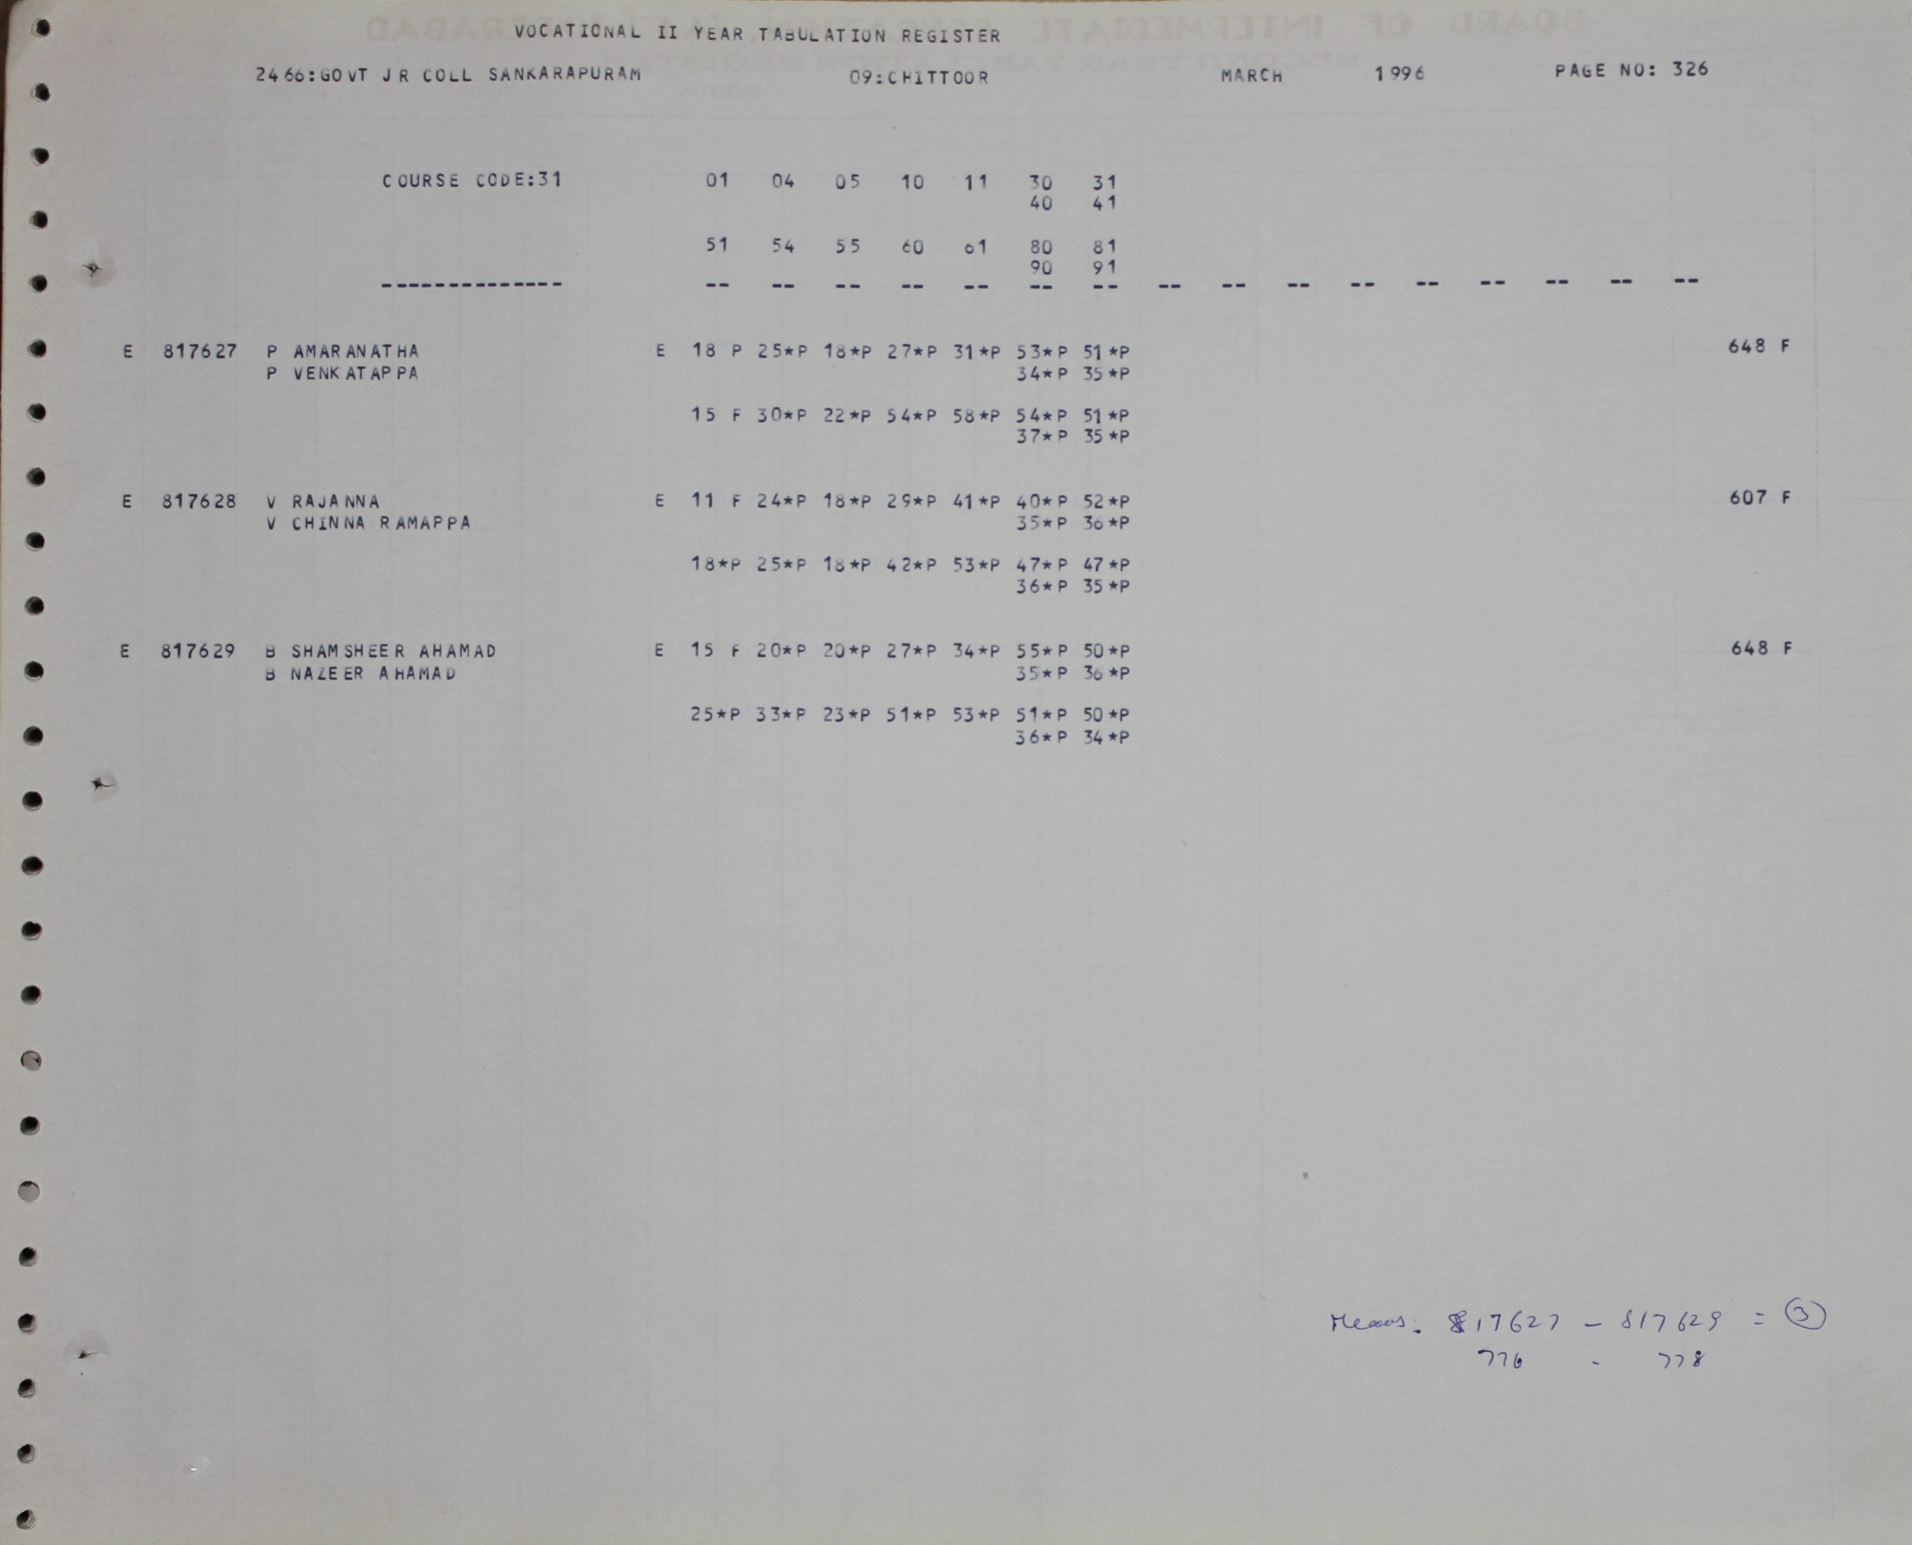 VOCATIONAL II YEAR TABULATION REGISTER
2466:GOVT JR COLL SANKARAPURAM 09:CHITTOOR MARCH 1996 PAGE NO: 326
COURSE CODE:31 01 04 05 10 11 30 31
40 41
51 54 55 60 61 80 81
90 91
-------------- -- -- -- -- -- -- -- -- -- -- -- -- -- -- -- --
E 817627 P AMARANATHA E 18 P 25*P 18*P 27*P 31*P 53*P 51*P 648 F
P VENKATAPPA 34*P 35*P
15 F 30*P 22*P 54*P 58*P 54*P 51*P
37*P 35*P
E 817628 V RAJANNA E 11 F 24*P 18*P 29*P 41*P 40*P 52*P 607 F
V CHINNA RAMAPPA 35*P 36*P
18*P 25*P 18*P 42*P 53*P 47*P 47*P
36*P 35*P
E 817629 B SHAMSHEER AHAMAD E 15 F 20*P 20*P 27*P 34*P 55*P 50*P 648 F
B NAZEER AHAMAD 35*P 36*P
25*P 33*P 23*P 51*P 53*P 51*P 50*P
36*P 34*P
817627 - 817629 = 3
776 - 778